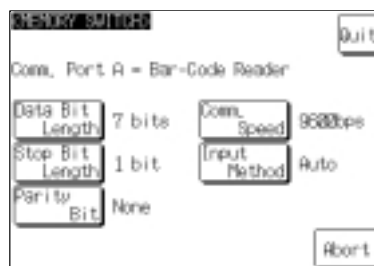 <MEMORY SWITCH>
Quit
Comm. Port A = Bar-Code Reader
Data Bit Length
7 bits
Comm. Speed
9600bps
Stop Bit Length
1 bit
Input Method
Auto
Parity Bit
None
Abort